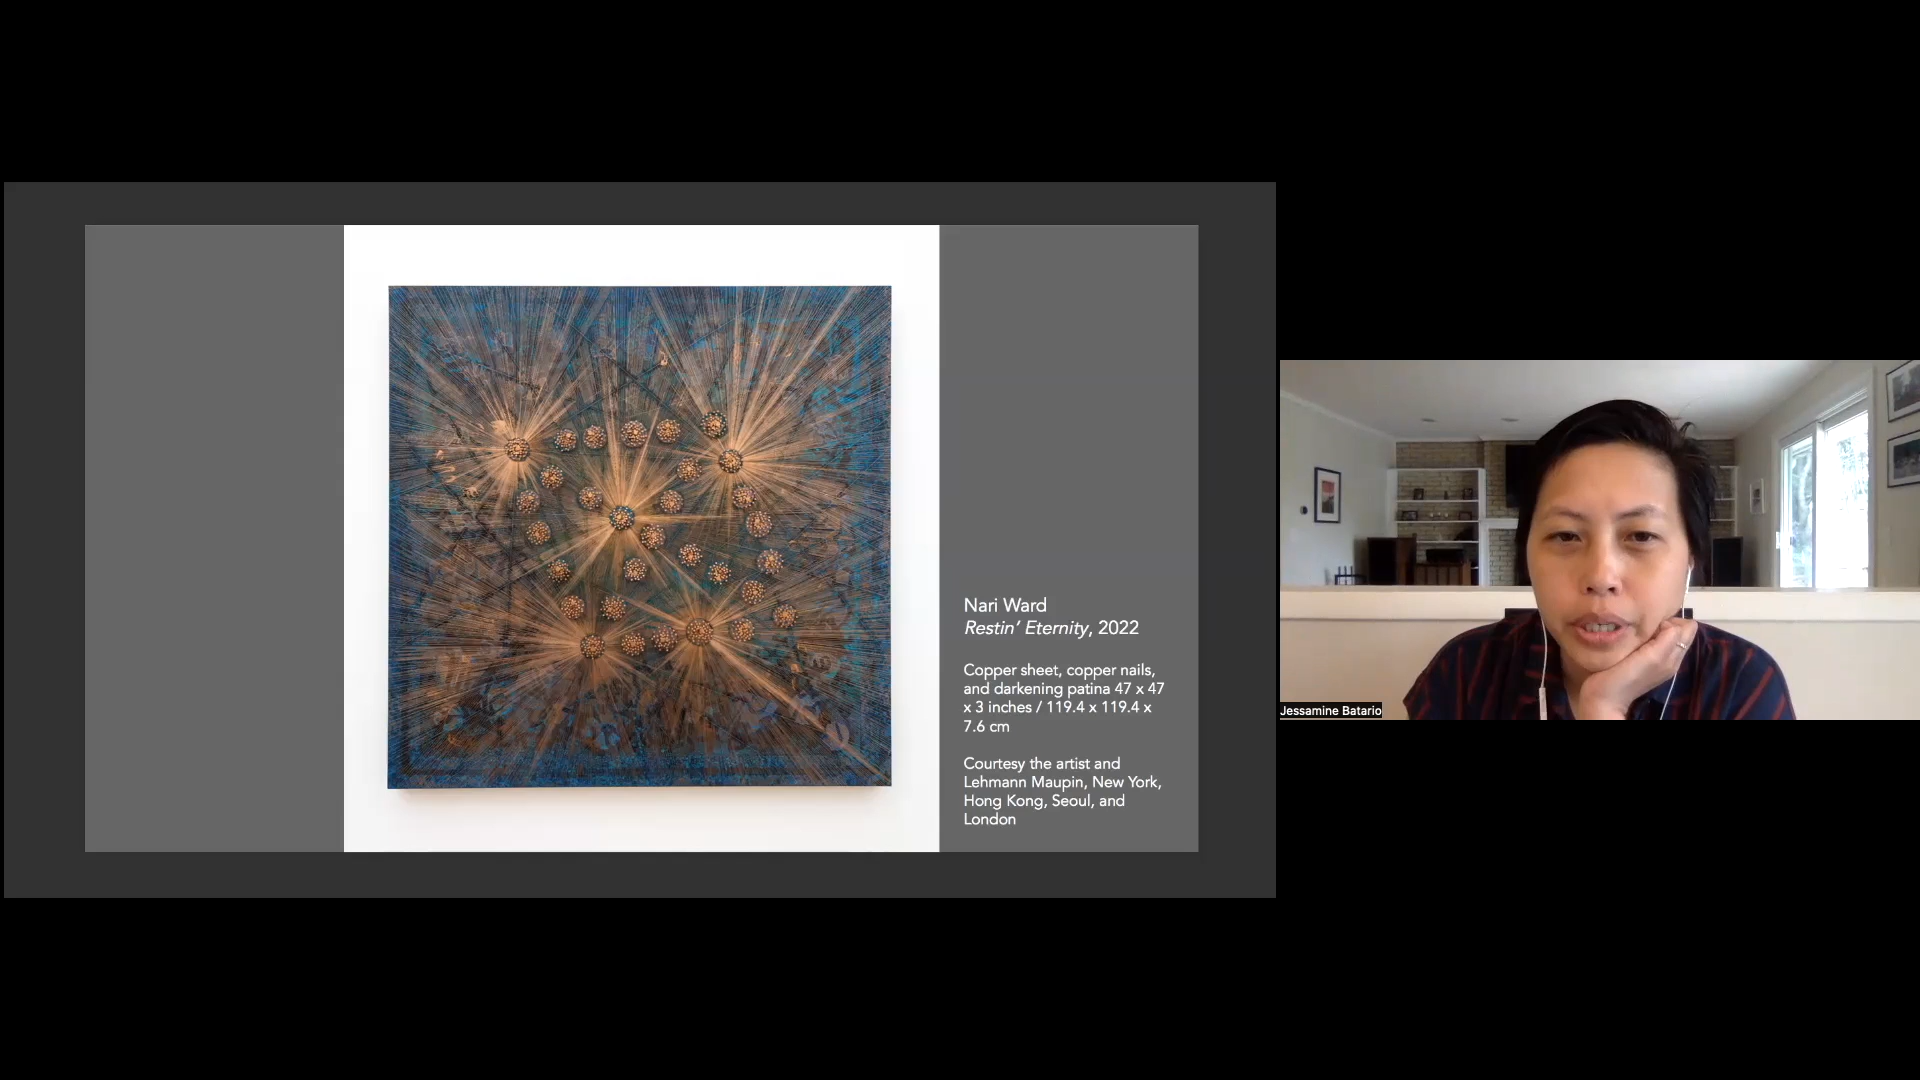 Nari Ward
Restin’ Eternity, 2022
Copper sheet, copper nails,
and darkening patina 47 x 47
x 3 inches / 119.4 x 119.4 x
7.6 cm
Courtesy the artist and
Lehmann Maupin, New York,
Hong Kong, Seoul, and
London
Jessamine Batario